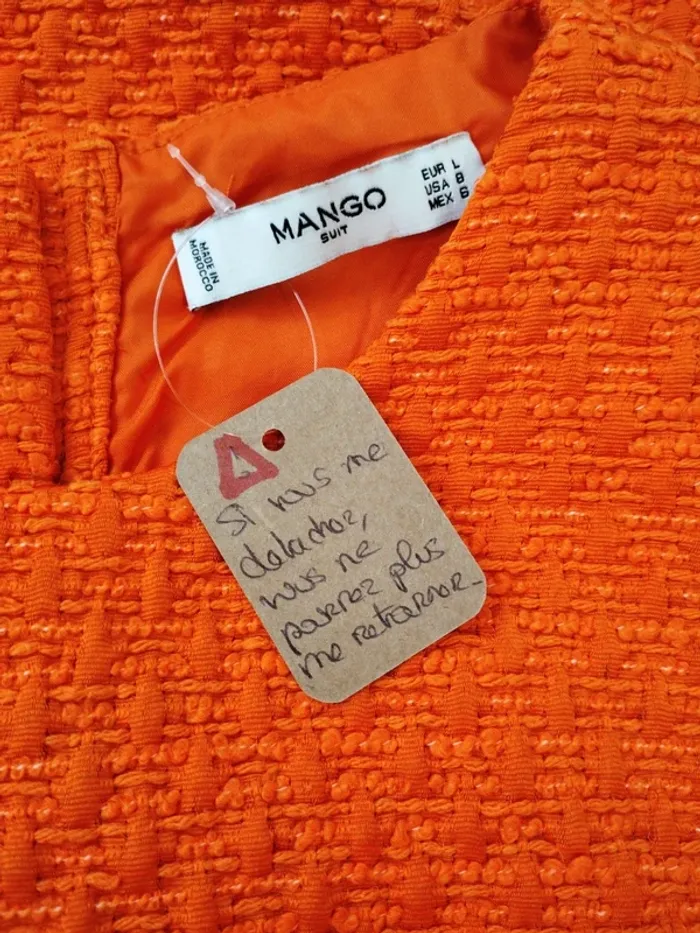 MANGO
SUIT
EUR L
USA 8
MEX 6
MADE IN
MOROCCO
Si vous me
detachez,
vous ne
pourrez plus
me retourner.